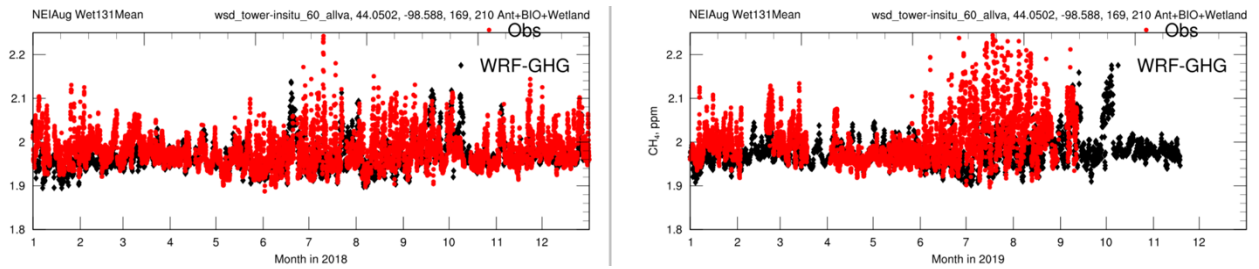 NEIAug Wet131Mean wsd_tower-insitu_60_allva, 44.0502, -98.588, 169, 210 Ant+BIO+Wetland
Obs
WRF-GHG
2.2
2.1
2
1.9
1.8
1 2 3 4 5 6 7 8 9 10 11 12
Month in 2018
NEIAug Wet131Mean wsd_tower-insitu_60_allva, 44.0502, -98.588, 169, 210 Ant+BIO+Wetland
Obs
WRF-GHG
CH4, ppm
2.2
2.1
2
1.9
1.8
1 2 3 4 5 6 7 8 9 10 11 12
Month in 2019